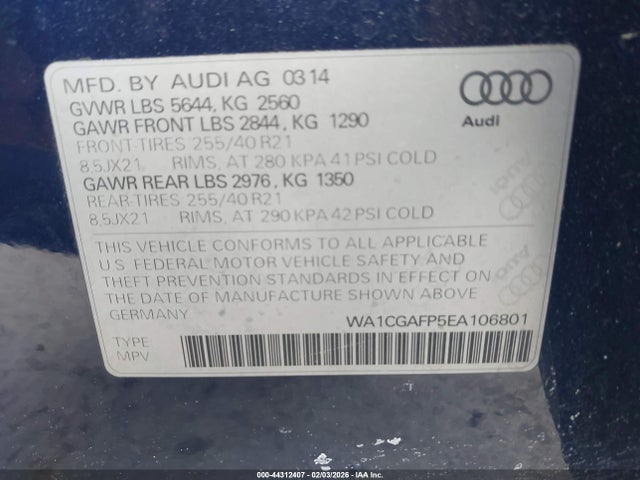 MFD. BY AUDI AG 03 14
GVWR LBS 5644, KG 2560
GAWR FRONT LBS 2844, KG 1290
FRONT-TIRES 255/40 R21
8,5JX21 RIMS, AT 280 KPA 41 PSI COLD
GAWR REAR LBS 2976, KG 1350
REAR-TIRES 255/40 R21
8,5JX21 RIMS, AT 290 KPA 42 PSI COLD
Audi
Audi
Audi
THIS VEHICLE CONFORMS TO ALL APPLICABLE
U.S FEDERAL MOTOR VEHICLE SAFETY AND
THEFT PREVENTION STANDARDS IN EFFECT ON
THE DATE OF MANUFACTURE SHOWN ABOVE
GERMANY
WA1CGAFP5EA106801
TYPE
MPV
000-44312407 - 02/03/2026 - IAA Holdings, LLC